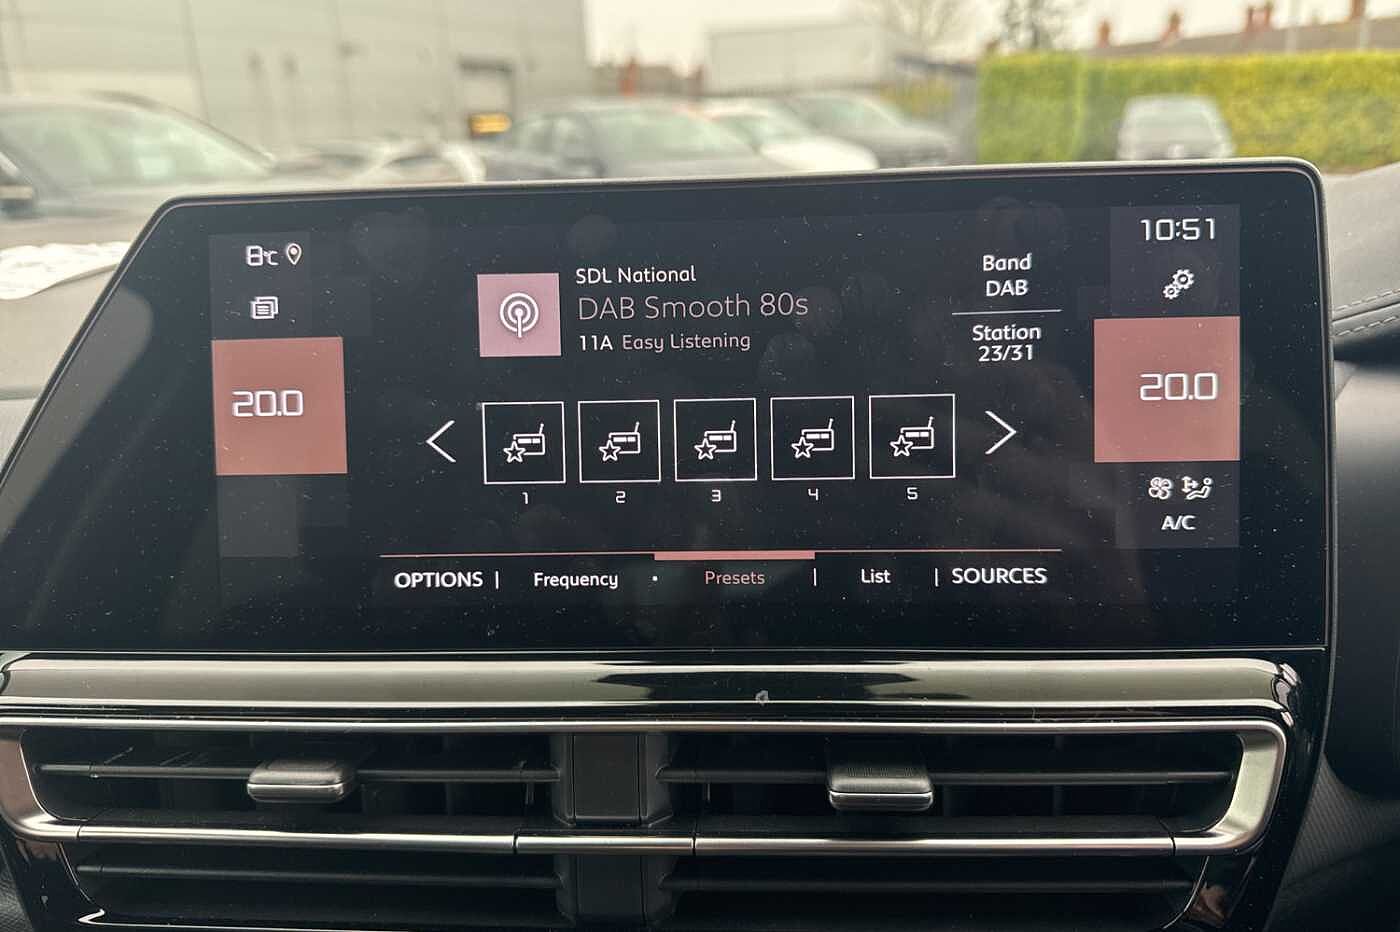 8°C
10:51
SDL National
DAB Smooth 80s
11A Easy Listening
Band
DAB
Station
23/31
20.0
20.0
1 2 3 4 5
A/C
OPTIONS | Frequency • Presets | List | SOURCES